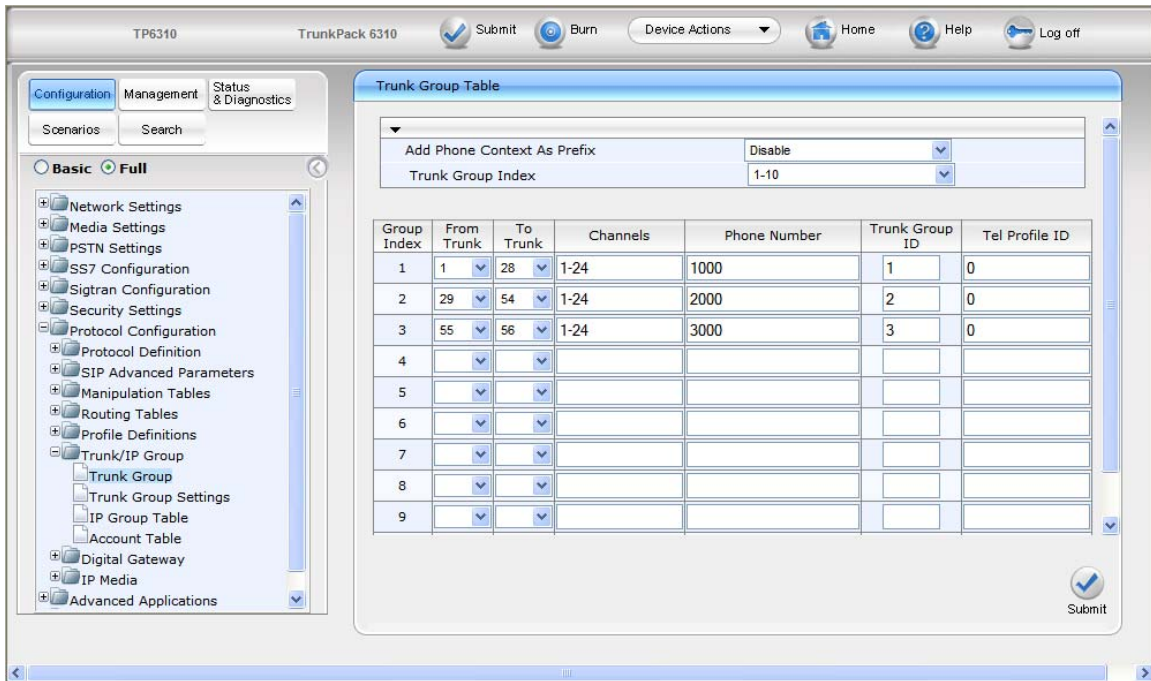 TP6310 TrunkPack 6310 Submit Burn Device Actions Home Help Log off
Configuration Management Status & Diagnostics
Scenarios Search
Basic Full
Network Settings
Media Settings
PSTN Settings
SS7 Configuration
Sigtran Configuration
Security Settings
Protocol Configuration
Protocol Definition
SIP Advanced Parameters
Manipulation Tables
Routing Tables
Profile Definitions
Trunk/IP Group
Trunk Group
Trunk Group Settings
IP Group Table
Account Table
Digital Gateway
IP Media
Advanced Applications
Trunk Group Table
Add Phone Context As Prefix Disable
Trunk Group Index 1-10
Group Index From Trunk To Trunk Channels Phone Number Trunk Group ID Tel Profile ID
1 1 28 1-24 1000 1 0
2 29 54 1-24 2000 2 0
3 55 56 1-24 3000 3 0
4
5
6
7
8
9
Submit